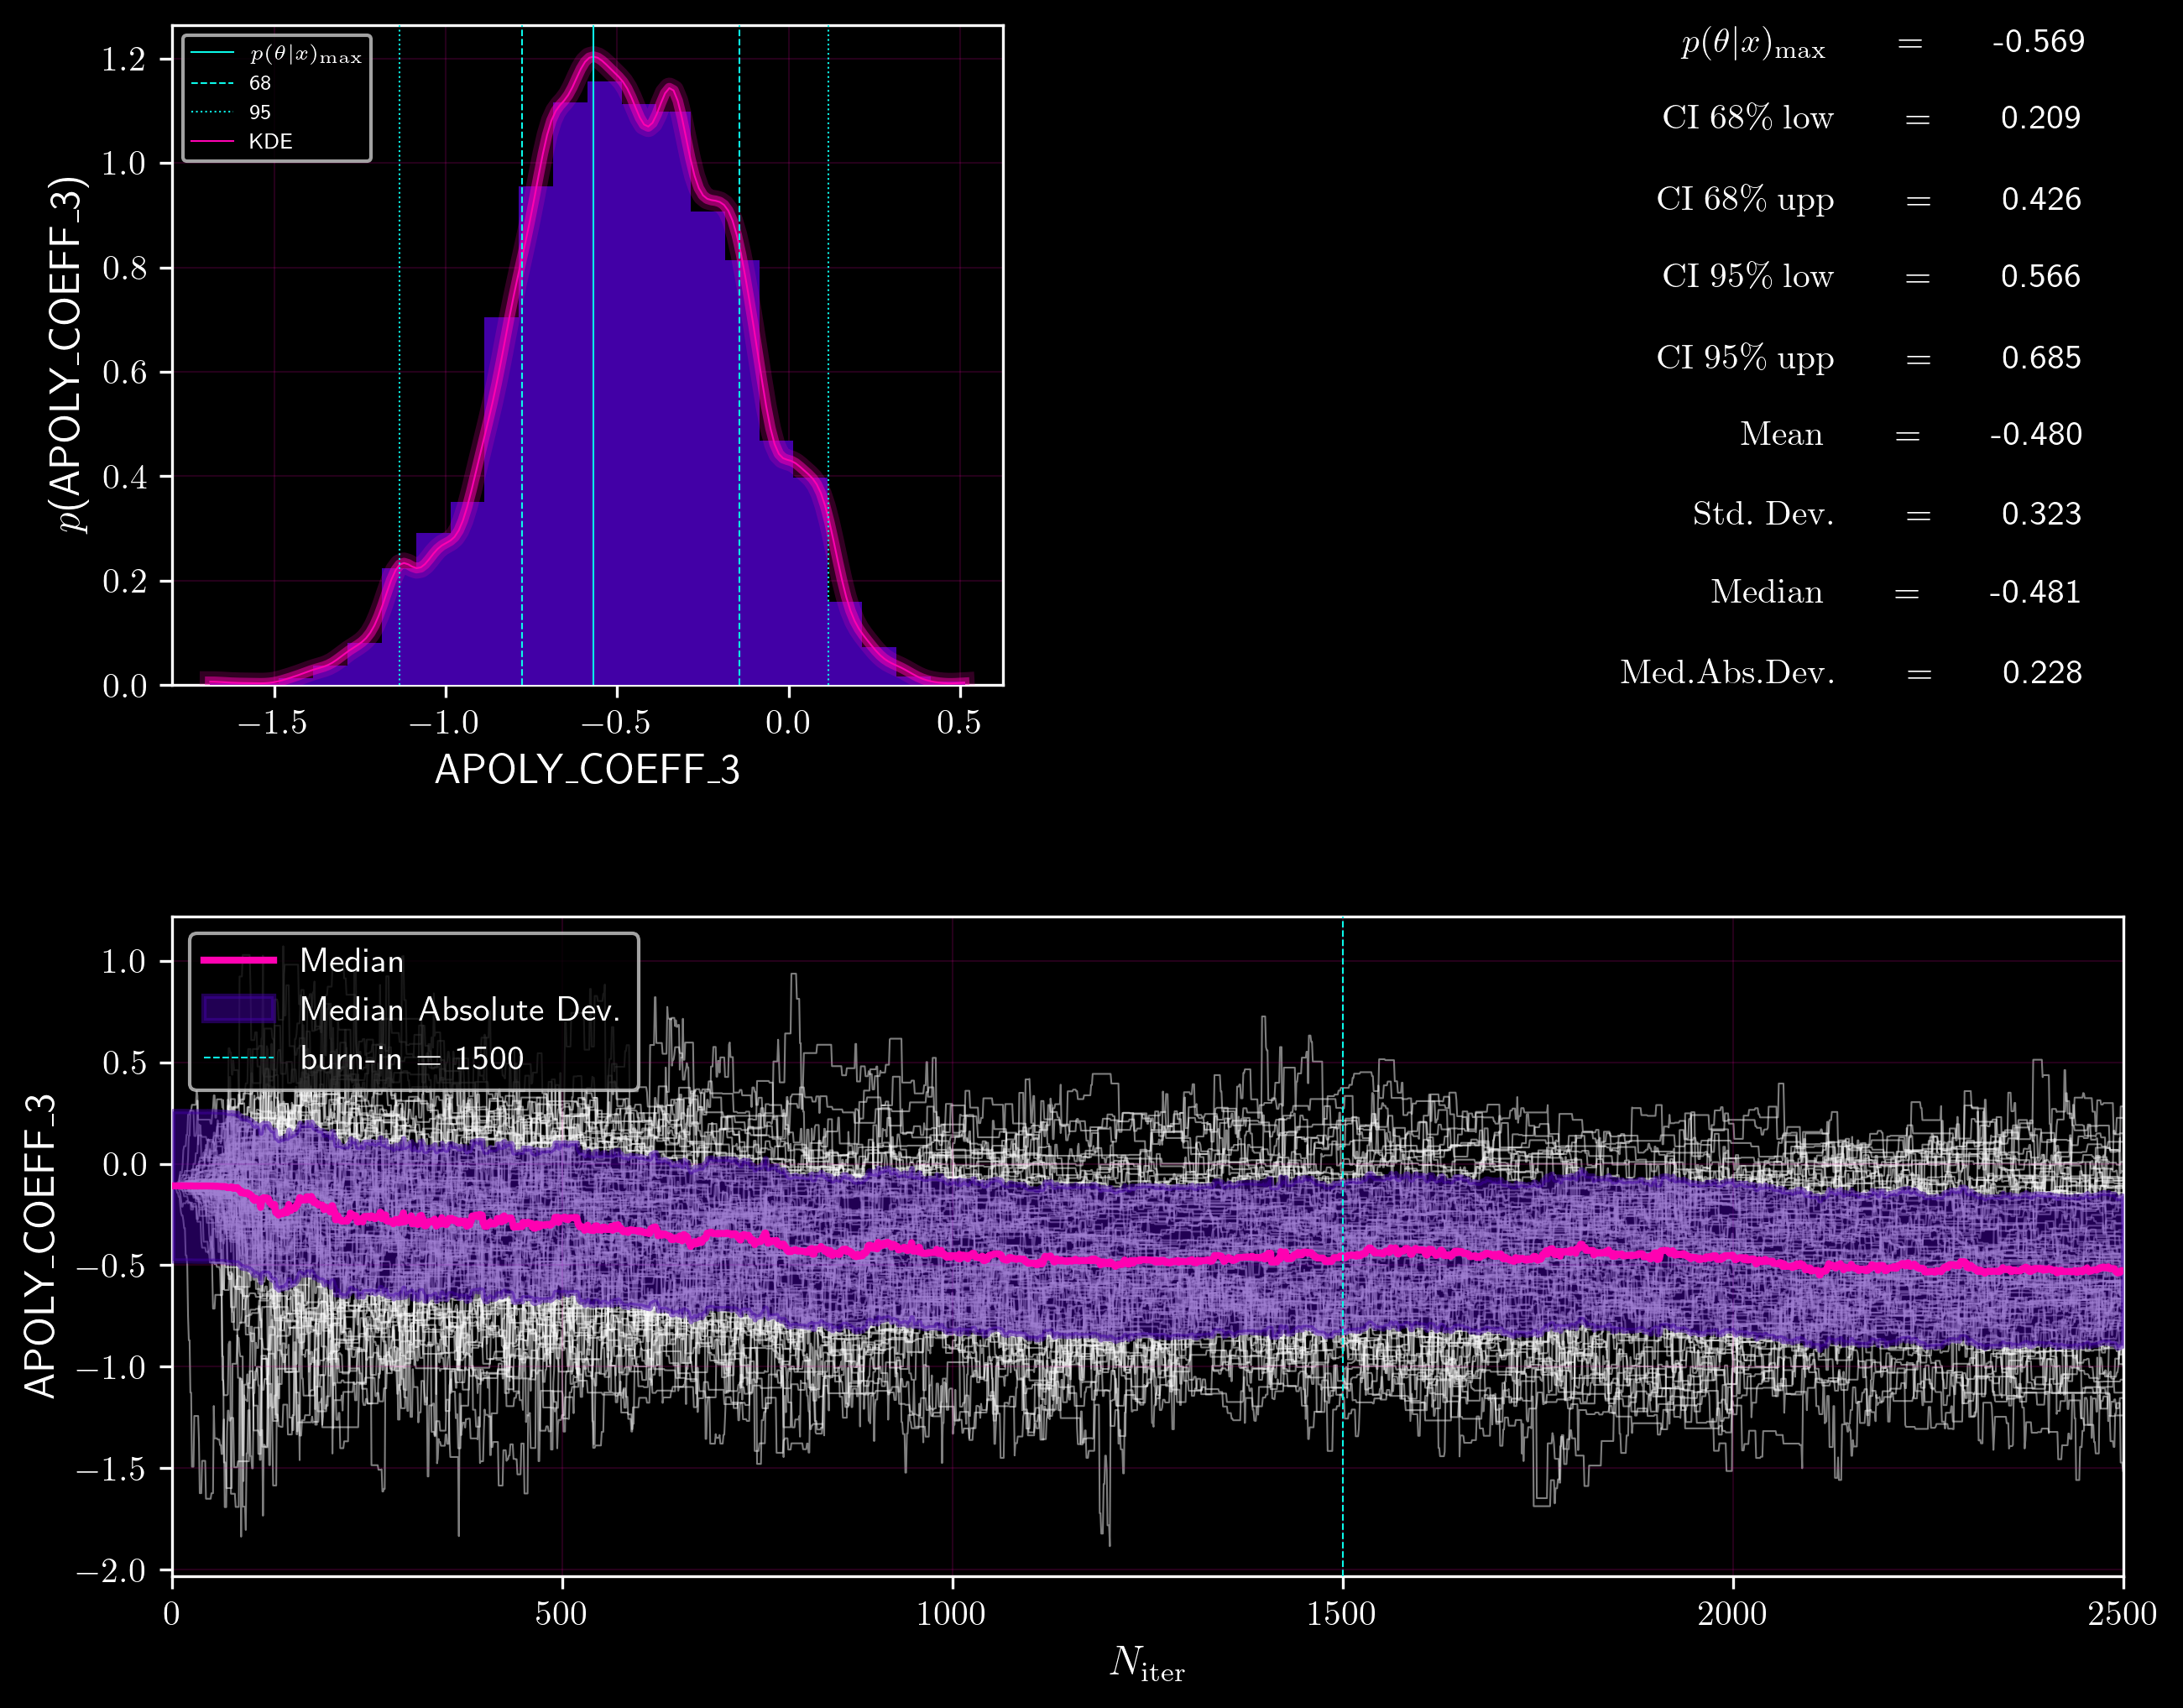 p(θ|x)max
68
95
KDE
1.2
1.0
0.8
0.6
0.4
0.2
0.0
p(APOLY_COEFF_3)
−1.5 −1.0 −0.5 0.0 0.5
APOLY_COEFF_3
p(θ|x)max = -0.569
CI 68% low = 0.209
CI 68% upp = 0.426
CI 95% low = 0.566
CI 95% upp = 0.685
Mean = -0.480
Std. Dev. = 0.323
Median = -0.481
Med.Abs.Dev. = 0.228
Median
Median Absolute Dev.
burn-in = 1500
1.0
0.5
0.0
−0.5
−1.0
−1.5
−2.0
APOLY_COEFF_3
0 500 1000 1500 2000 2500
Niter